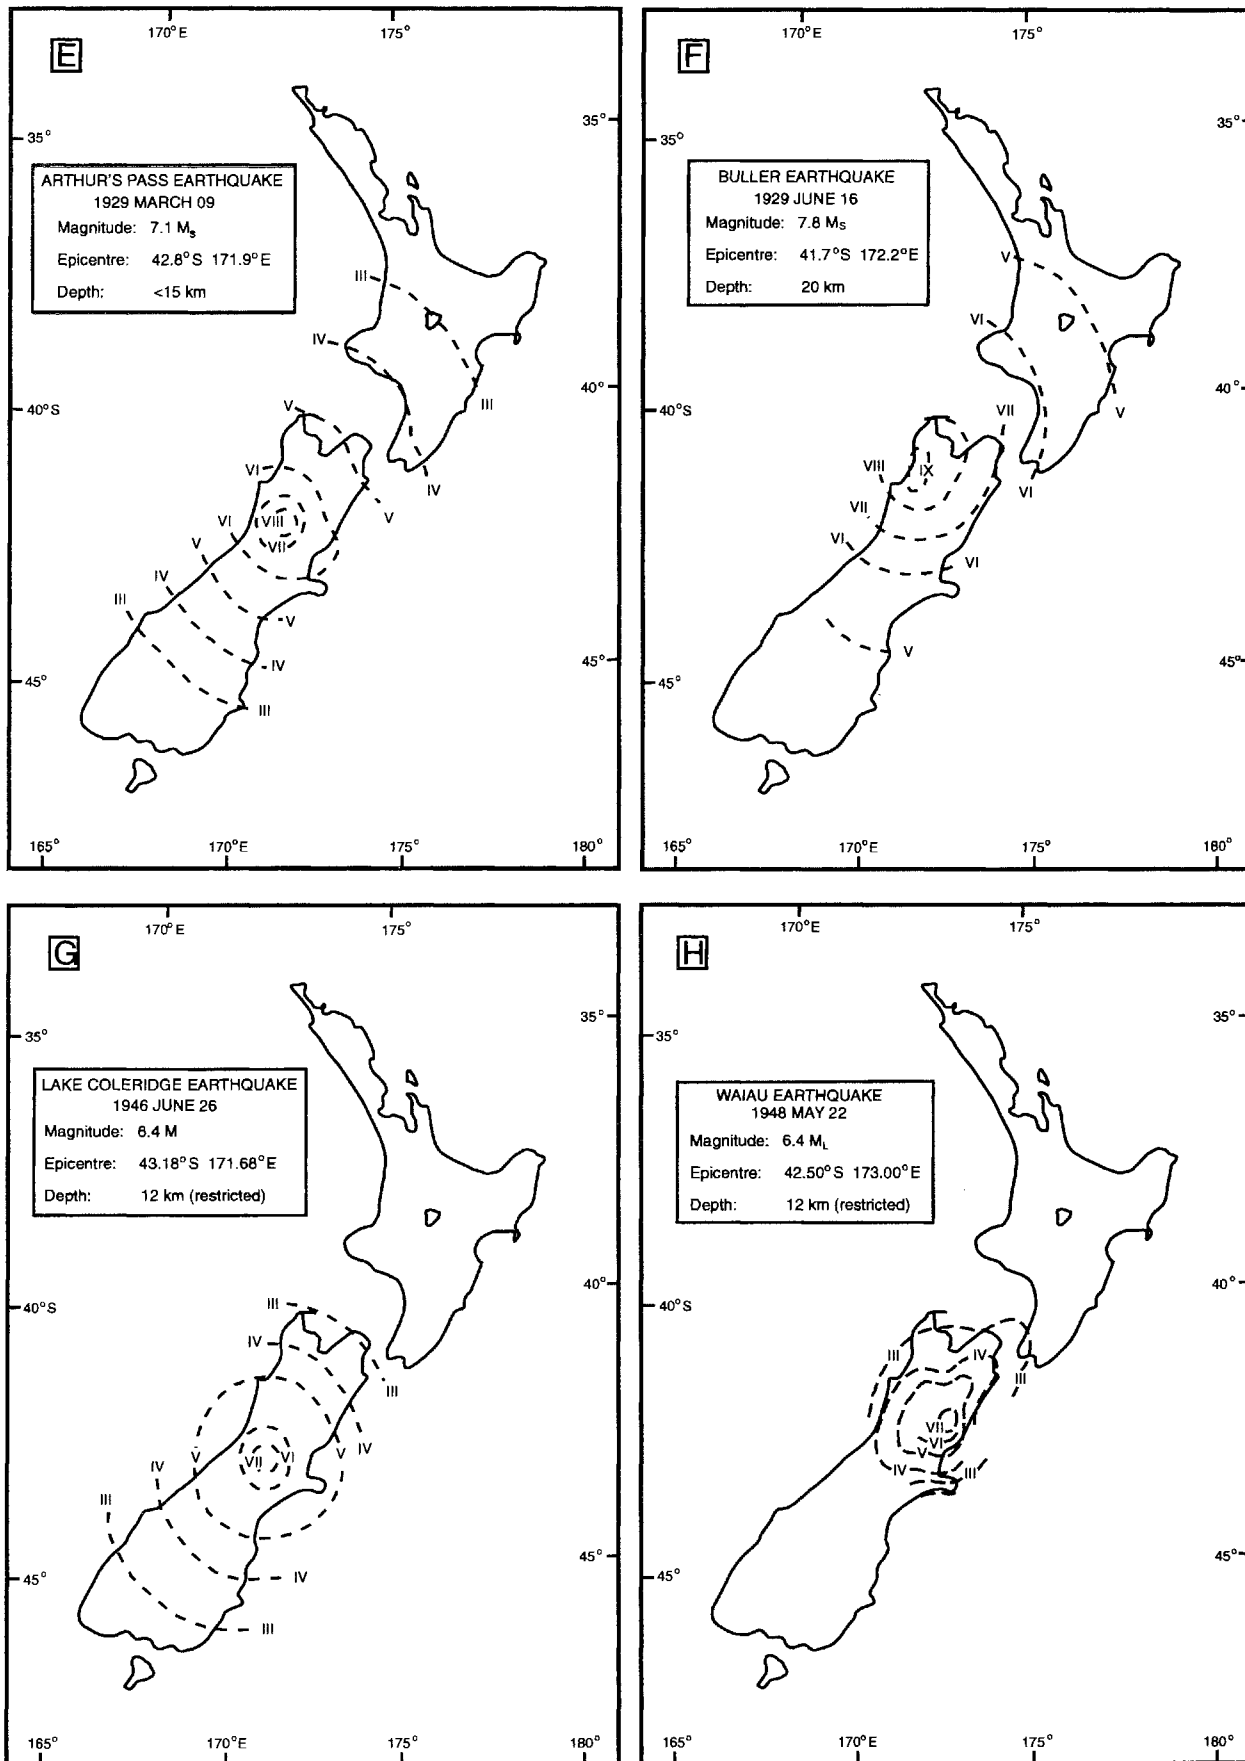 170°E
175°
E
35°
35°
ARTHUR'S PASS EARTHQUAKE
1929 MARCH 09
Magnitude: 7.1 Ms
Epicentre: 42.8°S 171.9°E
Depth: <15 km
III
IV
III
40°
40°S
V
VI
IV
V
VI
VIII
VII
V
IV
III
V
IV
III
45°
45°
165°
170°E
175°
180°
170°E
175°
F
35°
35°
BULLER EARTHQUAKE
1929 JUNE 16
Magnitude: 7.8 Ms
Epicentre: 41.7°S 172.2°E
Depth: 20 km
V
VI
40°
40°S
V
VII
VIII
IX
VI
VII
VI
VI
V
45°
45°
165°
170°E
175°
180°
170°E
175°
G
35°
35°
LAKE COLERIDGE EARTHQUAKE
1946 JUNE 26
Magnitude: 6.4 M
Epicentre: 43.18°S 171.68°E
Depth: 12 km (restricted)
40°
40°S
III
IV
III
IV
V
VII
VI
V
IV
III
IV
III
45°
45°
165°
170°E
175°
180°
170°E
175°
H
35°
35°
WAIAU EARTHQUAKE
1948 MAY 22
Magnitude: 6.4 ML
Epicentre: 42.50°S 173.00°E
Depth: 12 km (restricted)
40°
40°S
III
IV
III
VII
VI
V
IV
III
45°
45°
165°
170°E
175°
180°